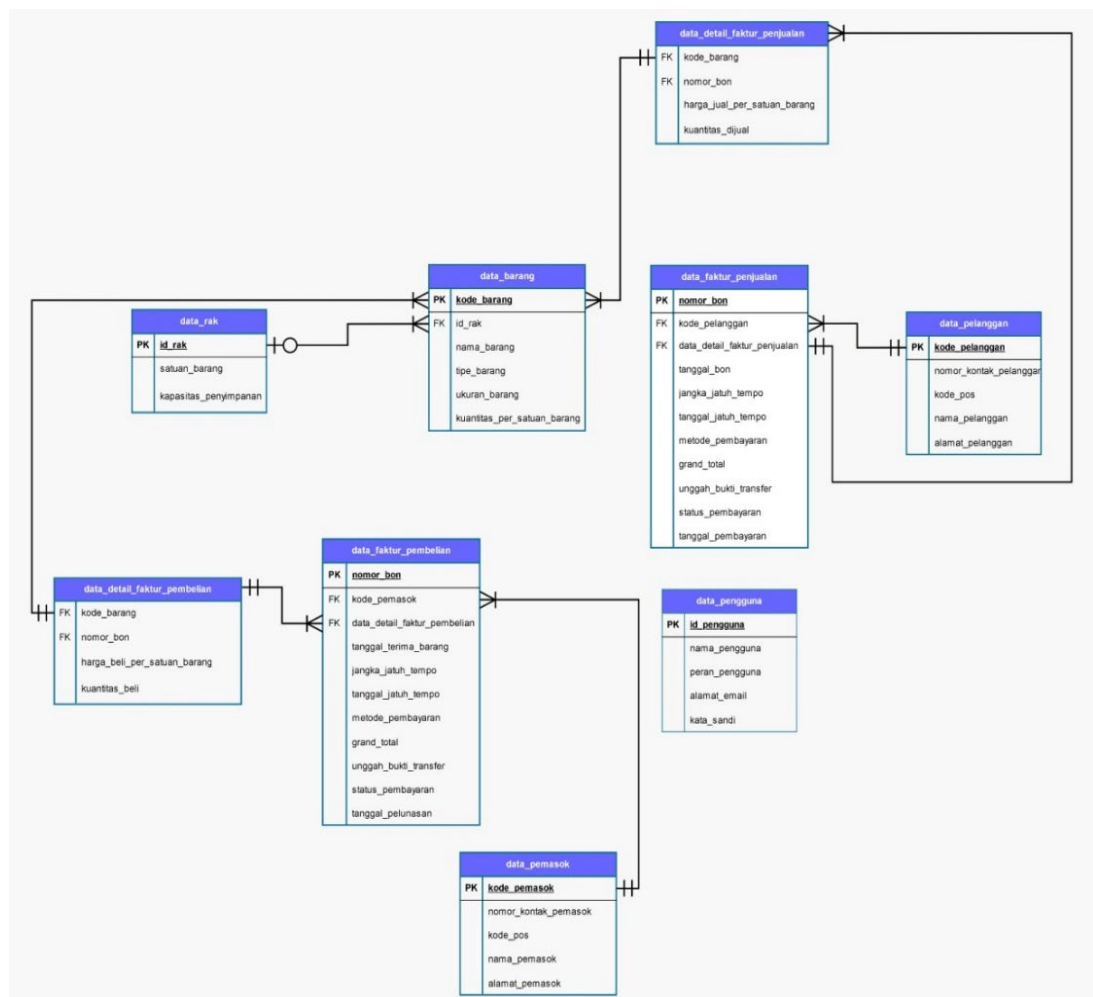 data_detail_faktur_penjualan
FK kode_barang
FK nomor_bon
harga_jual_per_satuan_barang
kuantitas_dijual
data_barang
PK kode_barang
FK id_rak
nama_barang
tipe_barang
ukuran_barang
kuantitas_per_satuan_barang
data_faktur_penjualan
PK nomor_bon
FK kode_pelanggan
FK data_detail_faktur_penjualan
tanggal_bon
jangka_jatuh_tempo
tanggal_jatuh_tempo
metode_pembayaran
grand_total
unggah_bukti_transfer
status_pembayaran
tanggal_pembayaran
data_rak
PK id_rak
satuan_barang
kapasitas_penyimpanan
data_pelanggan
PK kode_pelanggan
nomor_kontak_pelanggan
kode_pos
nama_pelanggan
alamat_pelanggan
data_detail_faktur_pembelian
FK kode_barang
FK nomor_bon
harga_beli_per_satuan_barang
kuantitas_beli
data_faktur_pembelian
PK nomor_bon
FK kode_pemasok
FK data_detail_faktur_pembelian
tanggal_terima_barang
jangka_jatuh_tempo
tanggal_jatuh_tempo
metode_pembayaran
grand_total
unggah_bukti_transfer
status_pembayaran
tanggal_pelunasan
data_pengguna
PK id_pengguna
nama_pengguna
peran_pengguna
alamat_email
kata_sandi
data_pemasok
PK kode_pemasok
nomor_kontak_pemasok
kode_pos
nama_pemasok
alamat_pemasok